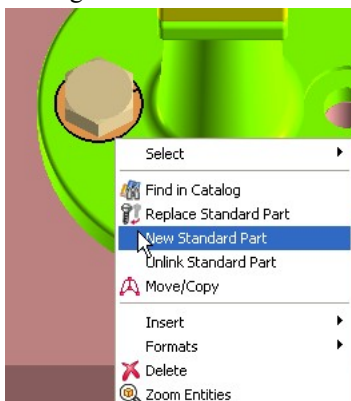 Select
Find in Catalog
Replace Standard Part
New Standard Part
Unlink Standard Part
Move/Copy
Insert
Formats
Delete
Zoom Entities